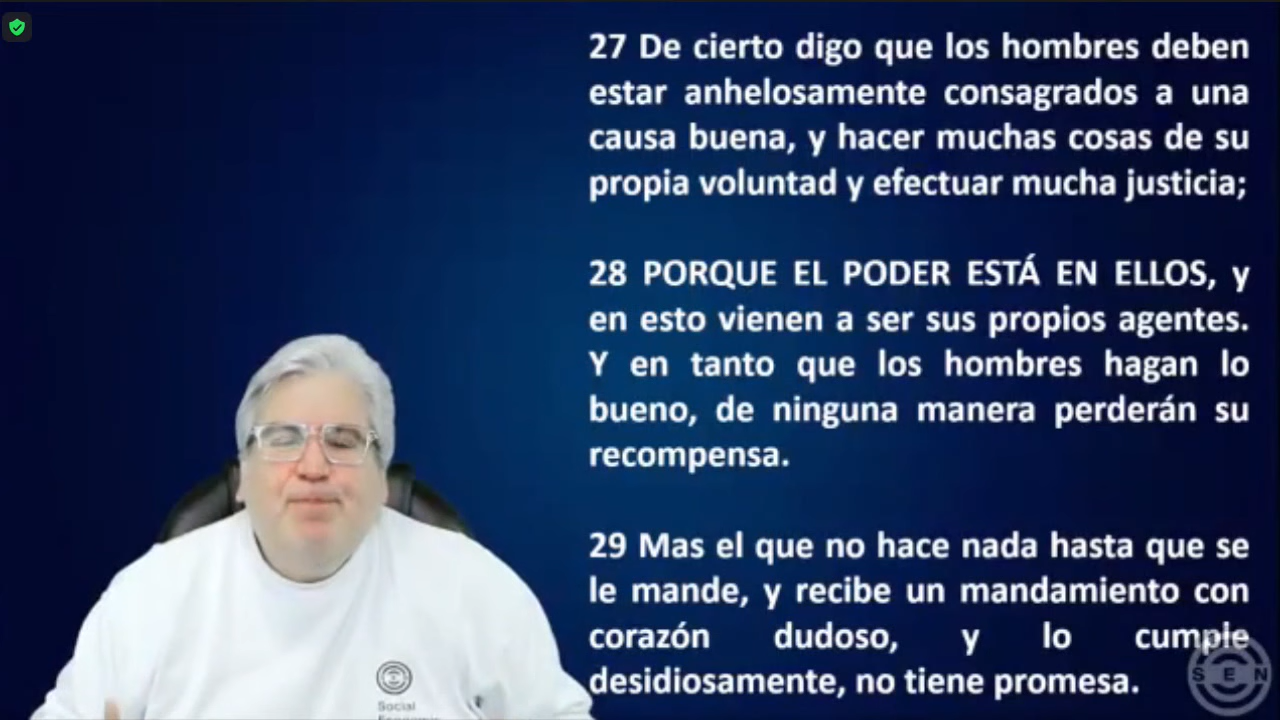 27 De cierto digo que los hombres deben
estar anhelosamente consagrados a una
causa buena, y hacer muchas cosas de su
propia voluntad y efectuar mucha justicia;
28 PORQUE EL PODER ESTÁ EN ELLOS, y
en esto vienen a ser sus propios agentes.
Y en tanto que los hombres hagan lo
bueno, de ninguna manera perderán su
recompensa.
29 Mas el que no hace nada hasta que se
le mande, y recibe un mandamiento con
corazón dudoso, y lo cumple
desidiosamente, no tiene promesa.
Social
SEN